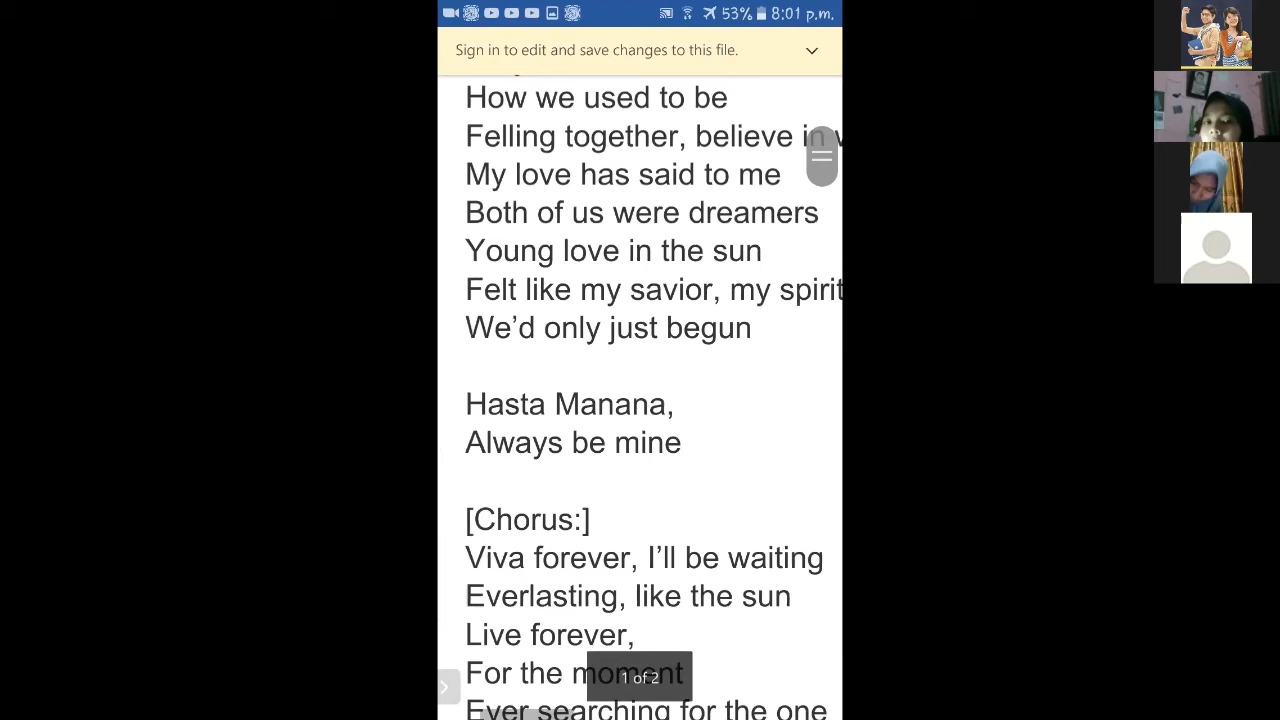 53% 8:01 p.m.
Sign in to edit and save changes to this file.
How we used to be
Felling together, believe in
My love has said to me
Both of us were dreamers
Young love in the sun
Felt like my savior, my spirit
We’d only just begun
Hasta Manana,
Always be mine
[Chorus:]
Viva forever, I’ll be waiting
Everlasting, like the sun
Live forever,
For the moment
1 of 2
Ever searching for the one